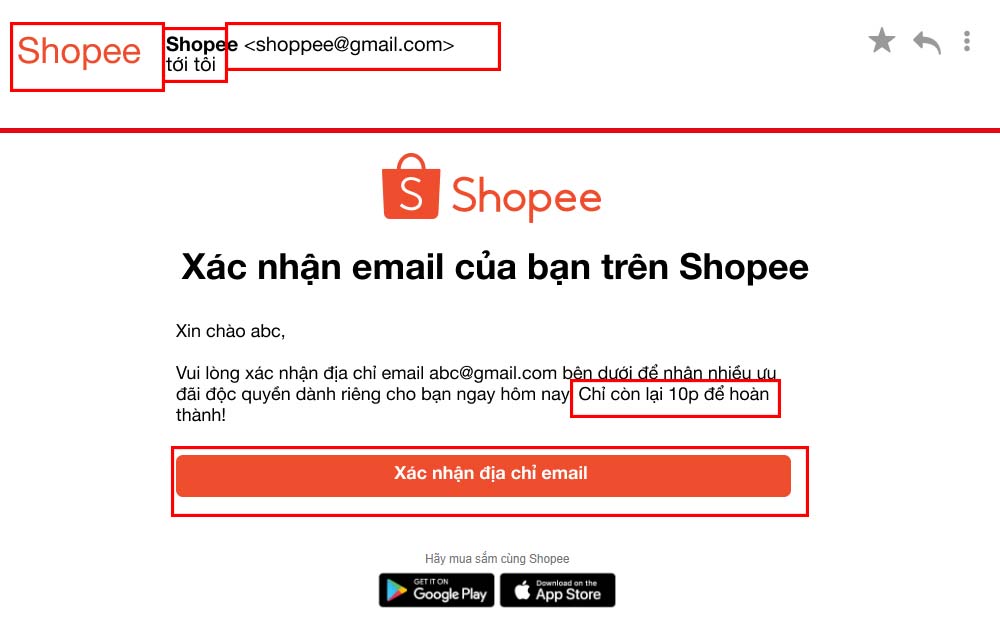 Shopee
Shopee <shoppee@gmail.com>
tới tôi
S Shopee
Xác nhận email của bạn trên Shopee
Xin chào abc,
Vui lòng xác nhận địa chỉ email abc@gmail.com bên dưới để nhận nhiều ưu
đãi độc quyền dành riêng cho bạn ngay hôm nay Chỉ còn lại 10p để hoàn
thành!
Xác nhận địa chỉ email
Hãy mua sắm cùng Shopee
GET IT ON
Google Play
Download on the
App Store